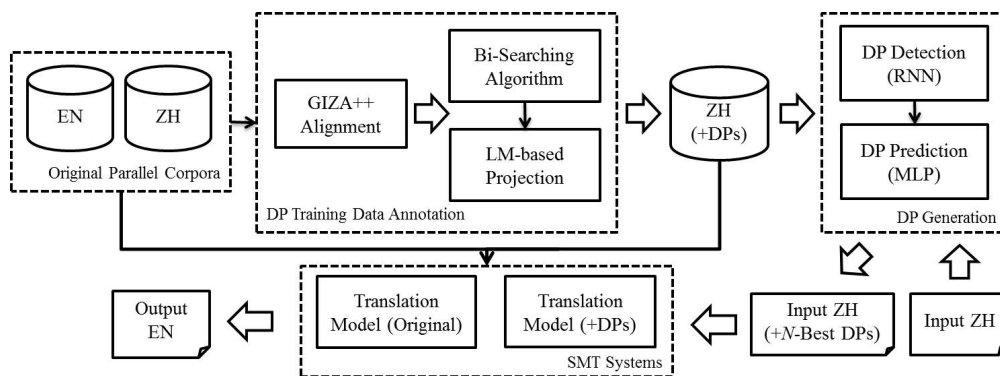 EN
ZH
Original Parallel Corpora
GIZA++
Alignment
Bi-Searching
Algorithm
LM-based
Projection
DP Training Data Annotation
ZH
(+DPs)
DP Detection
(RNN)
DP Prediction
(MLP)
DP Generation
Output
EN
Translation
Model (Original)
Translation
Model (+DPs)
SMT Systems
Input ZH
(+N-Best DPs)
Input ZH